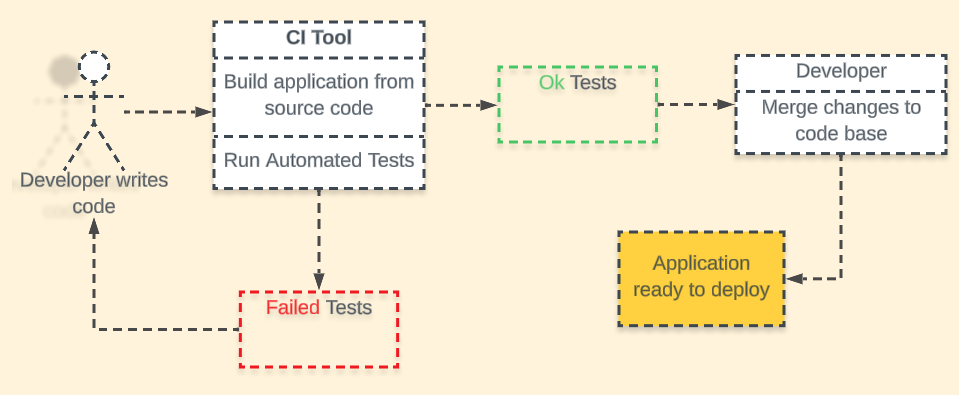 Developer writes
code
CI Tool
Build application from
source code
Run Automated Tests
Ok Tests
Failed Tests
Developer
Merge changes to
code base
Application
ready to deploy